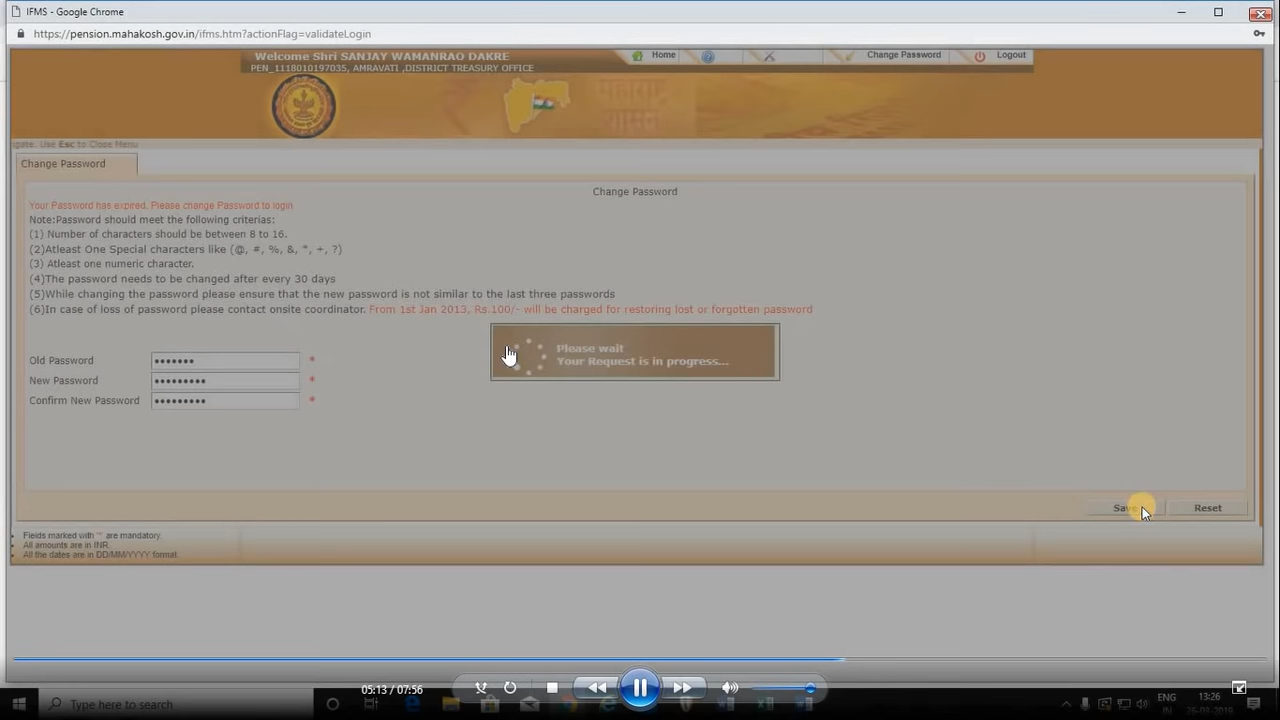 IFMS - Google Chrome
https://pension.mahakosh.gov.in/ifms.htm?actionFlag=validateLogin
Welcome Shri SANJAY WAMANRAO DAKRE
Home
Change Password
Logout
PEN_1118010197035, AMRAVATI ,DISTRICT TREASURY OFFICE
igate. Use Esc to Close Menu
Change Password
Change Password
Your Password has expired. Please change Password to login
Note:Password should meet the following criterias:
(1) Number of characters should be between 8 to 16.
(2)Atleast One Special characters like (@, #, %, &, *, +, ?)
(3) Atleast one numeric character.
(4)The password needs to be changed after every 30 days
(5)While changing the password please ensure that the new password is not similar to the last three passwords
(6)In case of loss of password please contact onsite coordinator. From 1st Jan 2013, Rs.100/- will be charged for restoring lost or forgotten password
Please wait
Your Request is in progress...
Old Password ••••••• *
New Password ••••••••• *
Confirm New Password ••••••••• *
Save Reset
Fields marked with '*' are mandatory.
All amounts are in INR.
All the dates are in DD/MM/YYYY format.
05:13 / 07:56
Type here to search
ENG
IN
13:26